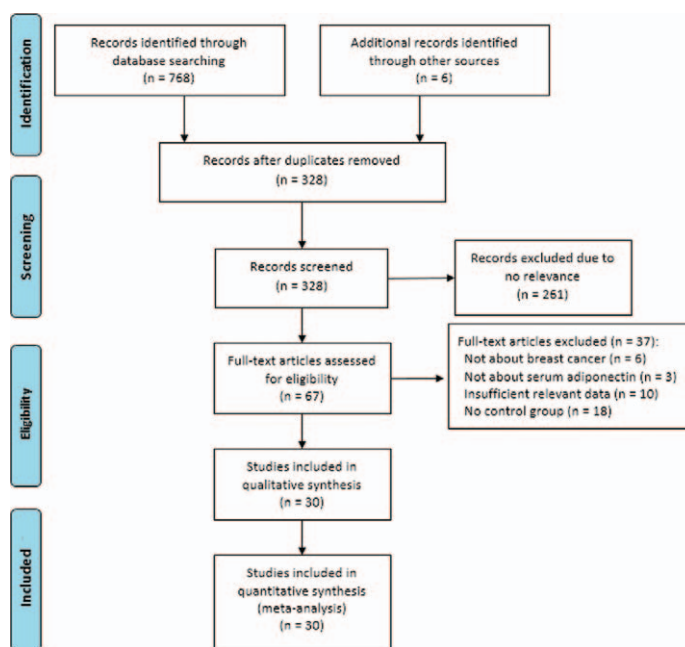 Identification
Records identified through
database searching
(n = 768)
Additional records identified
through other sources
(n = 6)
Records after duplicates removed
(n = 328)
Screening
Records screened
(n = 328)
Records excluded due to
no relevance
(n = 261)
Eligibility
Full-text articles assessed
for eligibility
(n = 67)
Full-text articles excluded (n = 37):
Not about breast cancer (n = 6)
Not about serum adiponectin (n = 3)
Insufficient relevant data (n = 10)
No control group (n = 18)
Studies included in
qualitative synthesis
(n = 30)
Included
Studies included in
quantitative synthesis
(meta-analysis)
(n = 30)